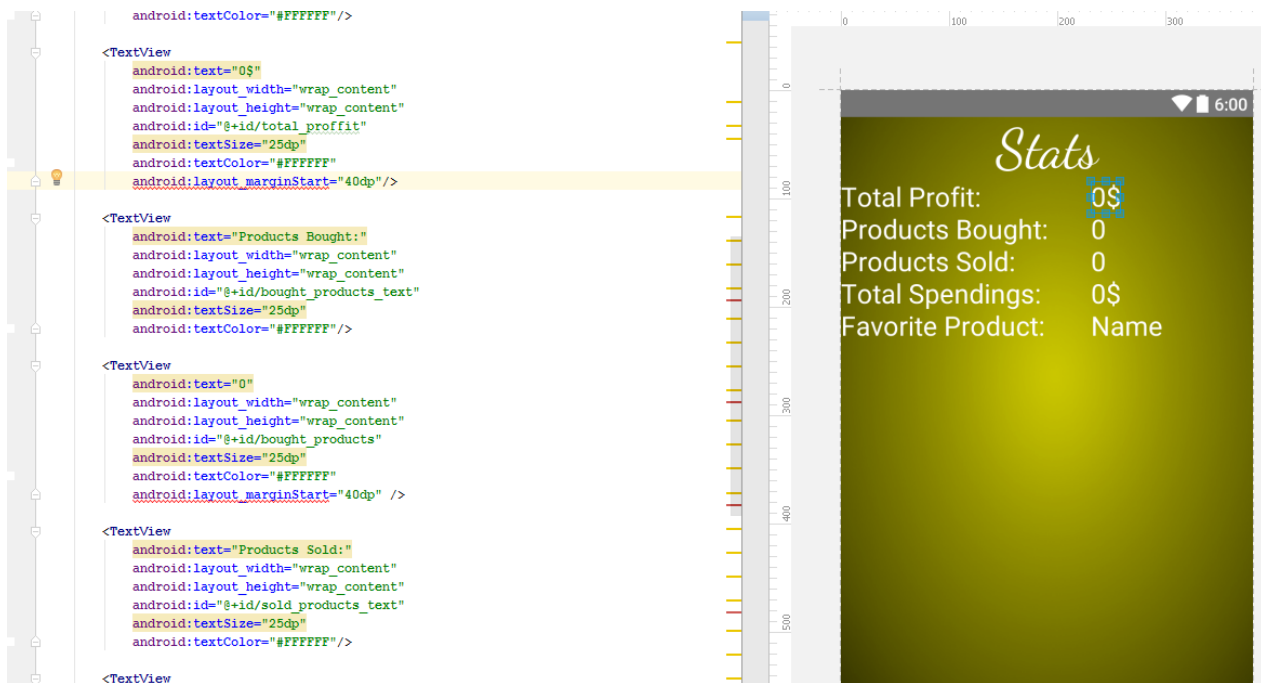 android:textColor="#FFFFFF"/>
<TextView
android:text="0$"
android:layout_width="wrap_content"
android:layout_height="wrap_content"
android:id="@+id/total_proffit"
android:textSize="25dp"
android:textColor="#FFFFFF"
android:layout_marginStart="40dp"/>
<TextView
android:text="Products Bought:"
android:layout_width="wrap_content"
android:layout_height="wrap_content"
android:id="@+id/bought_products_text"
android:textSize="25dp"
android:textColor="#FFFFFF"/>
<TextView
android:text="0"
android:layout_width="wrap_content"
android:layout_height="wrap_content"
android:id="@+id/bought_products"
android:textSize="25dp"
android:textColor="#FFFFFF"
android:layout_marginStart="40dp" />
<TextView
android:text="Products Sold:"
android:layout_width="wrap_content"
android:layout_height="wrap_content"
android:id="@+id/sold_products_text"
android:textSize="25dp"
android:textColor="#FFFFFF"/>
<TextView
0 100 200 300
0
100
200
300
400
500
6:00
Stats
Total Profit: 0$
Products Bought: 0
Products Sold: 0
Total Spendings: 0$
Favorite Product: Name